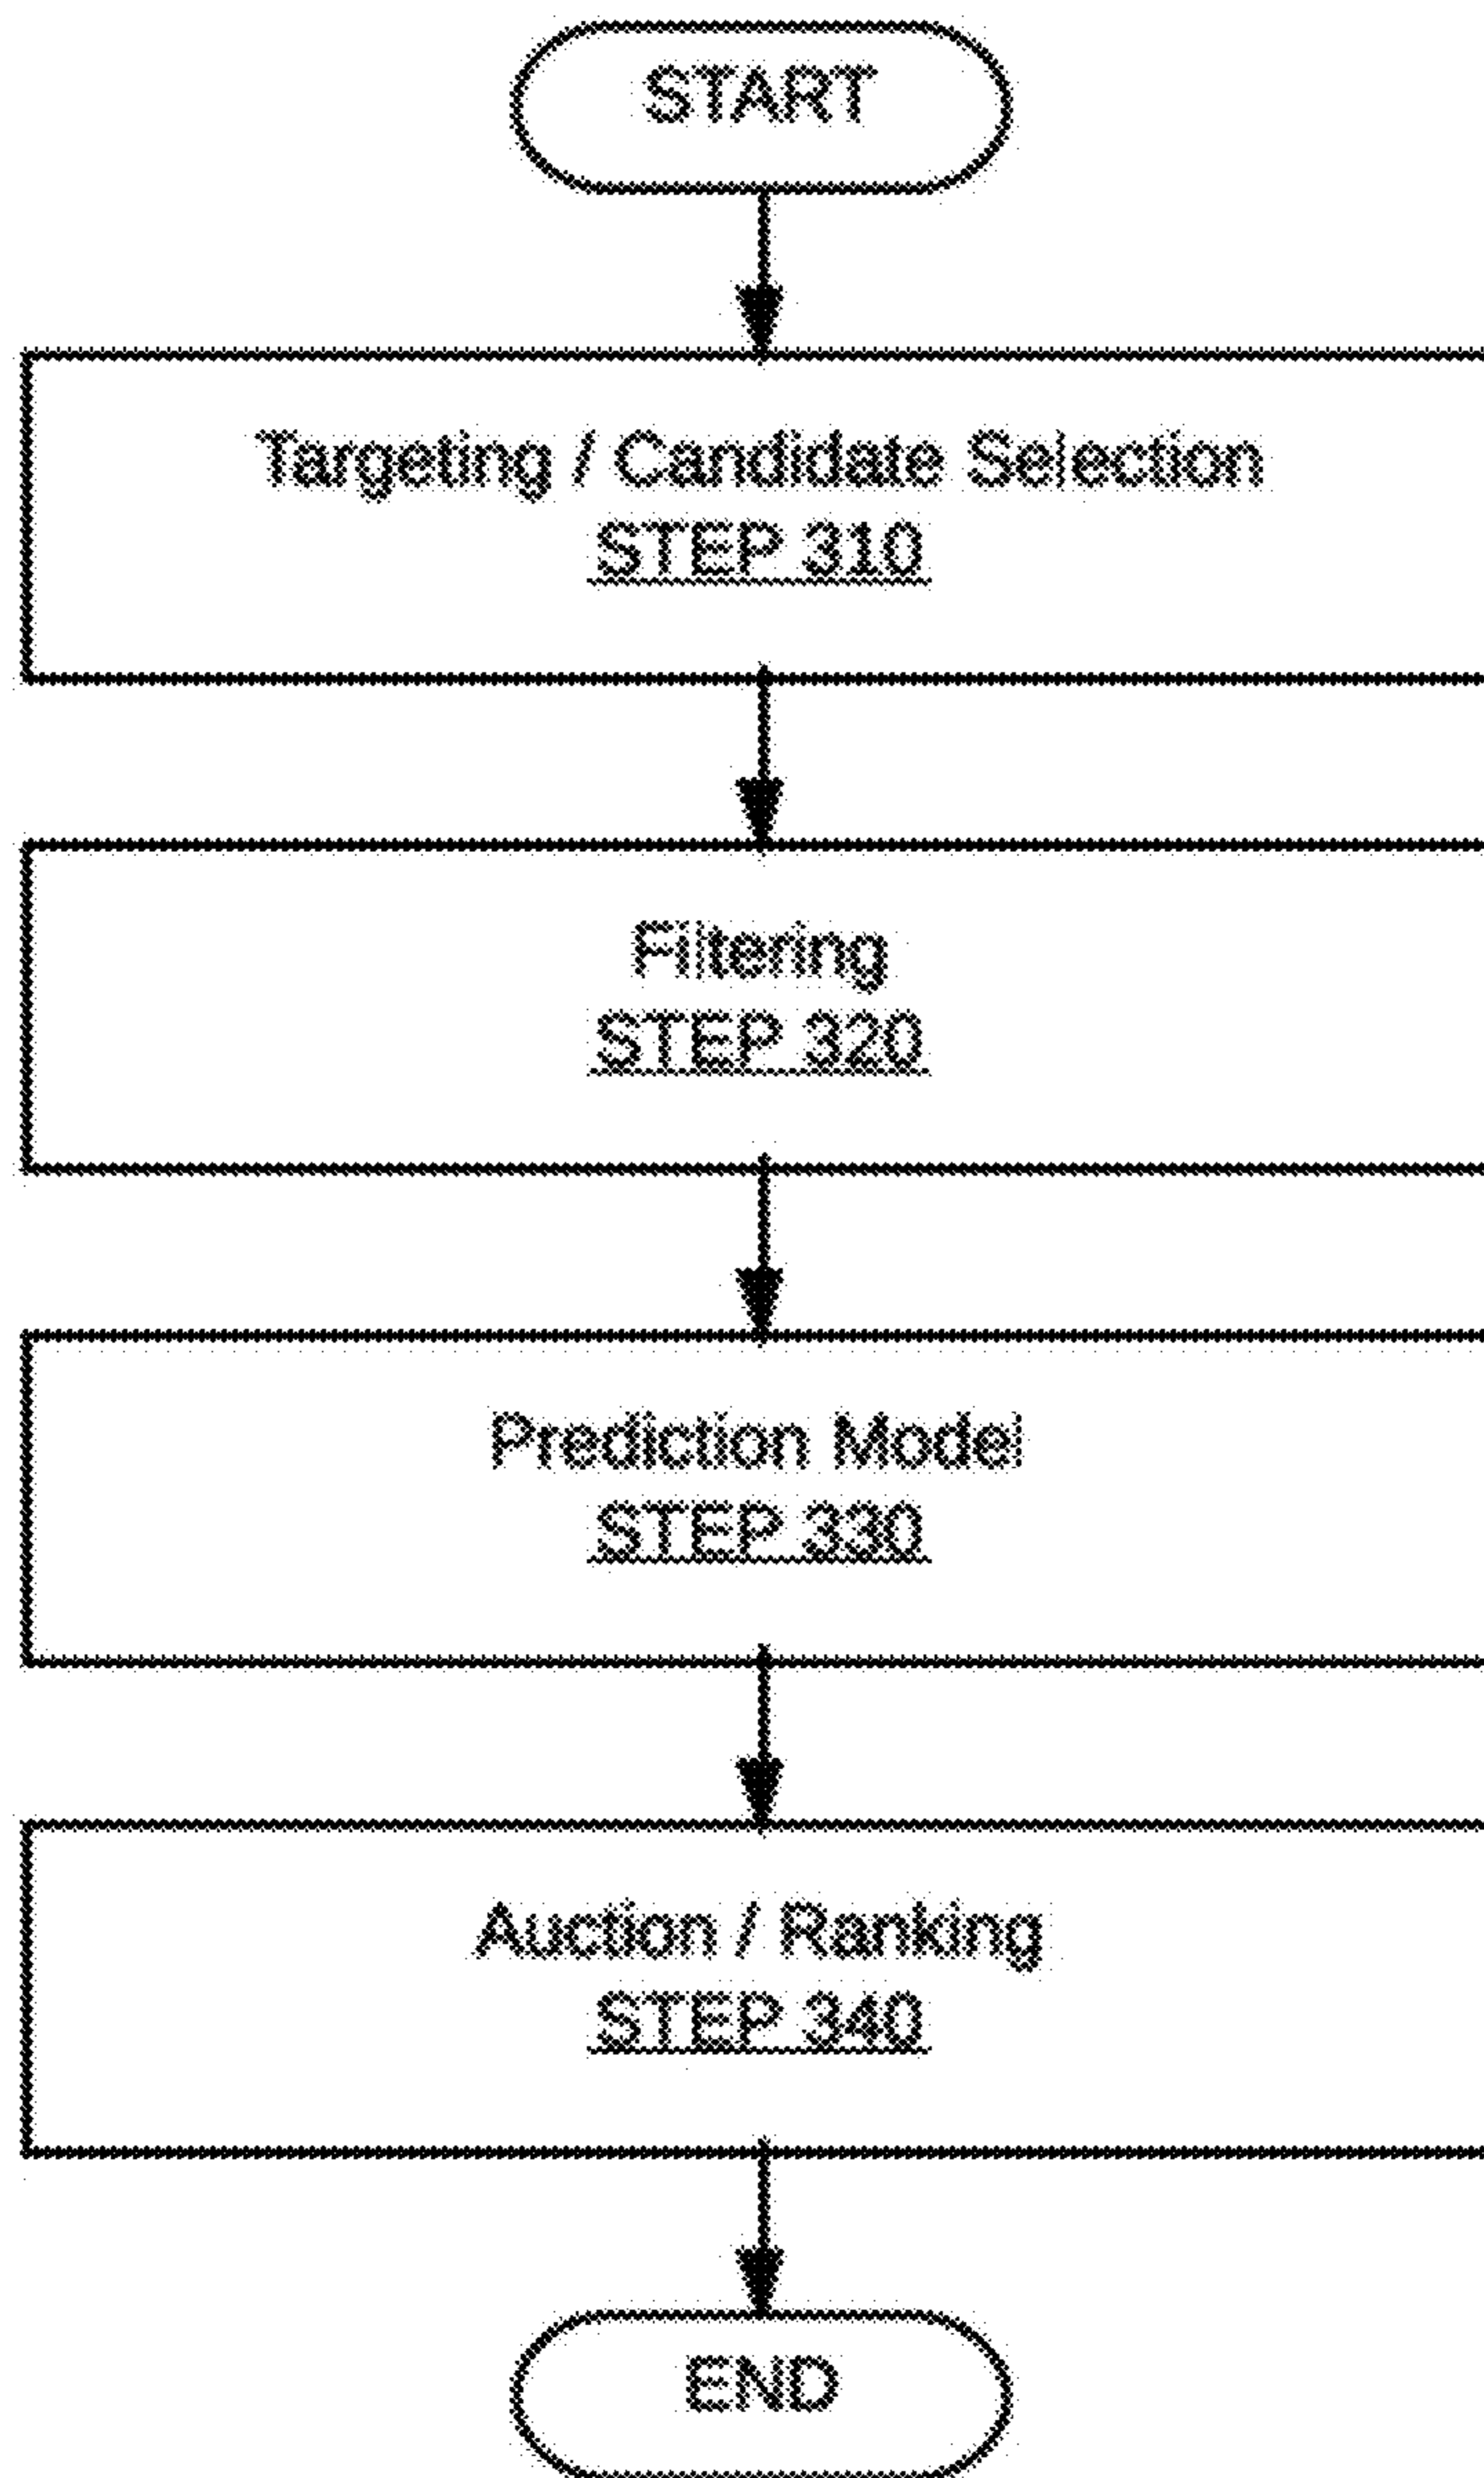 START
Targeting / Candidate Selection
STEP 310
Filtering
STEP 320
Prediction Model
STEP 330
Auction / Ranking
STEP 340
END